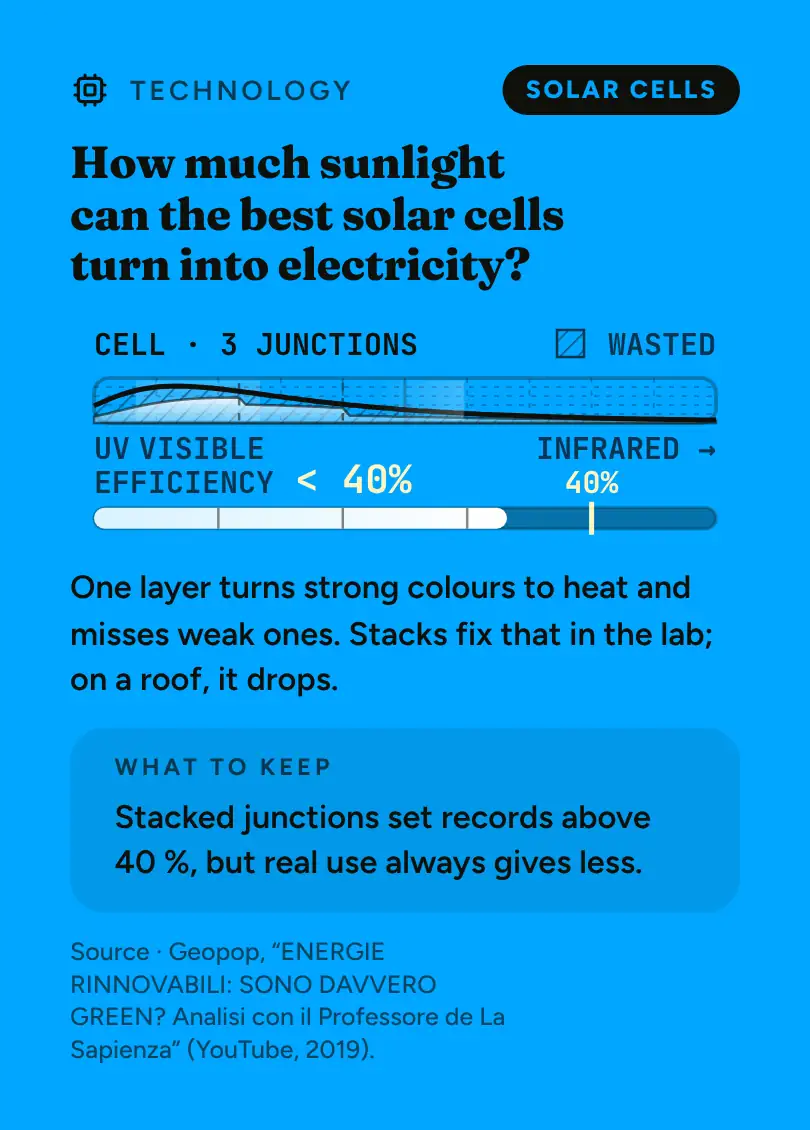 TECHNOLOGY
SOLAR CELLS
How much sunlight
can the best solar cells
turn into electricity?
CELL · 3 JUNCTIONS
WASTED
UV VISIBLE
INFRARED →
EFFICIENCY < 40%
40%
One layer turns strong colours to heat and
misses weak ones. Stacks fix that in the lab;
on a roof, it drops.
WHAT TO KEEP
Stacked junctions set records above
40 %, but real use always gives less.
Source · Geopop, “ENERGIE
RINNOVABILI: SONO DAVVERO
GREEN? Analisi con il Professore de La
Sapienza” (YouTube, 2019).